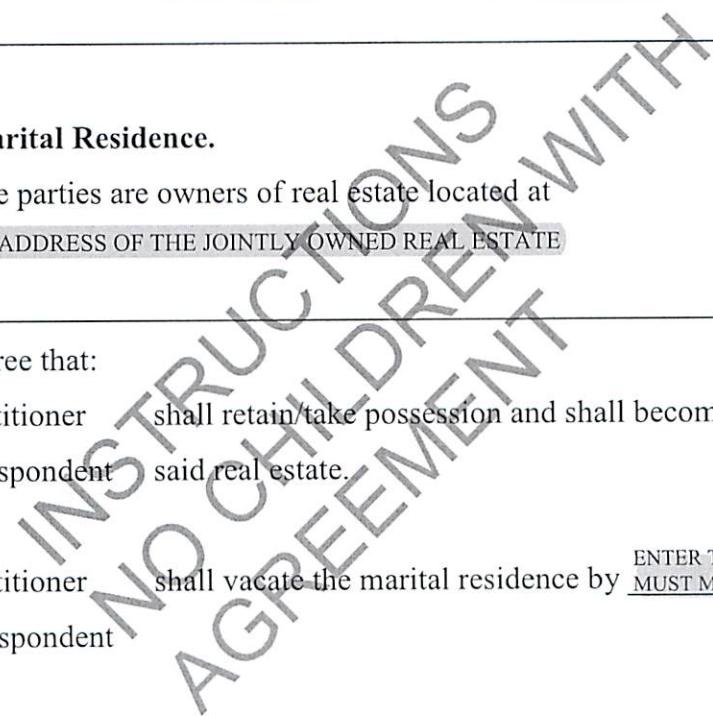 arital Residence.
e parties are owners of real estate located at
ADDRESS OF THE JOINTLY OWNED REAL ESTATE
ree that:
titioner shall retain/take possession and shall becom
spondent said real estate.
titioner shall vacate the marital residence by ENTER T
MUST M
spondent
INSTRUCTIONS
NO CHILDREN WITH
AGREEMENT